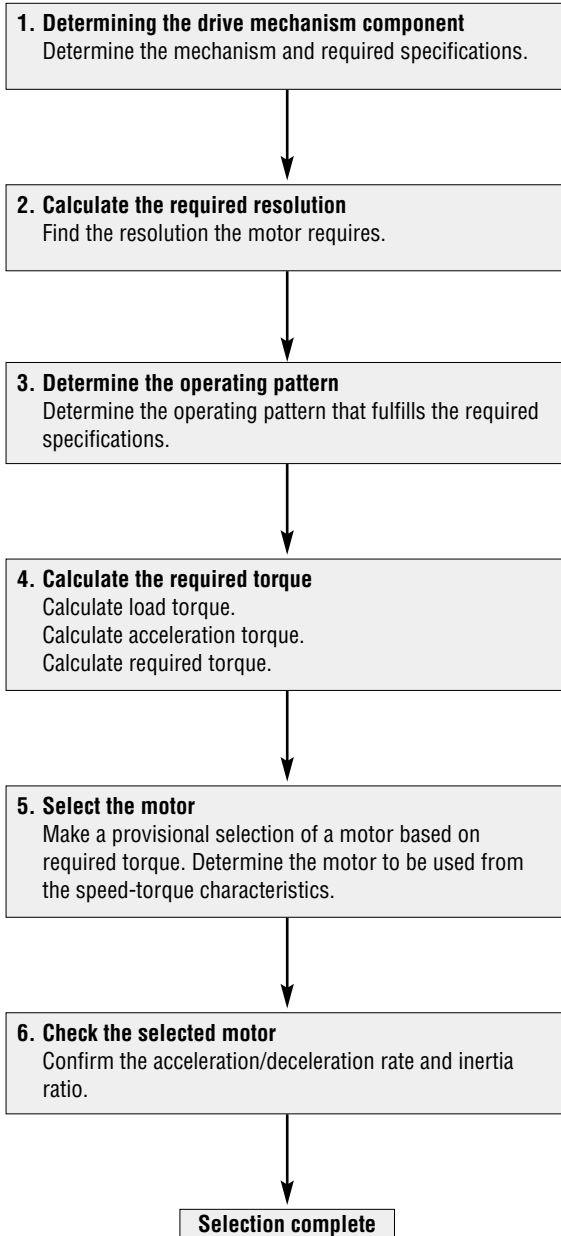 1. Determining the drive mechanism component
Determine the mechanism and required specifications.
2. Calculate the required resolution
Find the resolution the motor requires.
3. Determine the operating pattern
Determine the operating pattern that fulfills the required
specifications.
4. Calculate the required torque
Calculate load torque.
Calculate acceleration torque.
Calculate required torque.
5. Select the motor
Make a provisional selection of a motor based on
required torque. Determine the motor to be used from
the speed-torque characteristics.
6. Check the selected motor
Confirm the acceleration/deceleration rate and inertia
ratio.
Selection complete